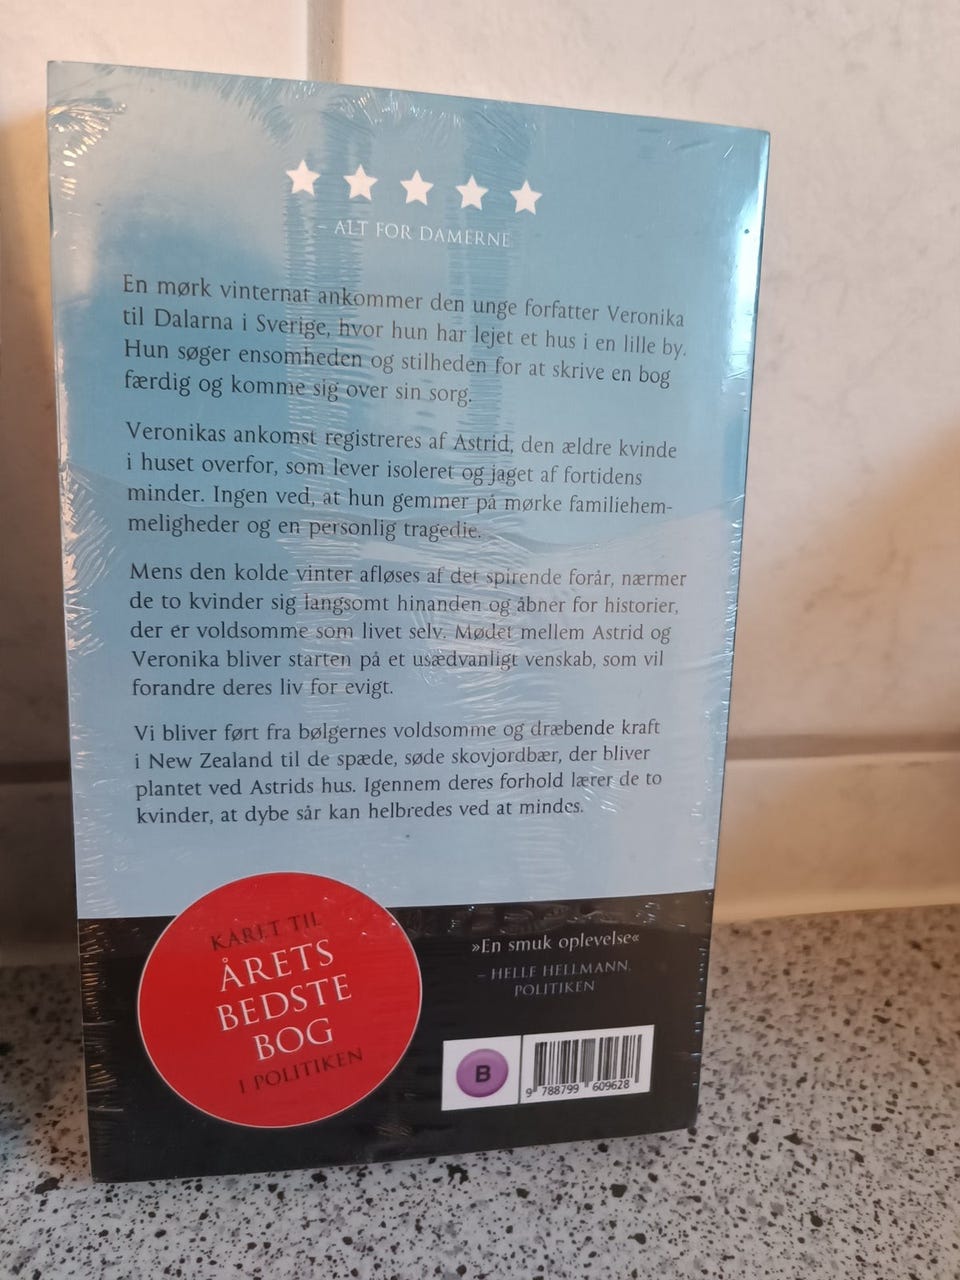 – ALT FOR DAMERNE
En mørk vinternat ankommer den unge forfatter Veronika
til Dalarna i Sverige, hvor hun har lejet et hus i en lille by.
Hun søger ensomheden og stilheden for at skrive en bog
færdig og komme sig over sin sorg.
Veronikas ankomst registreres af Astrid, den ældre kvinde
i huset overfor, som lever isoleret og jaget af fortidens
minder. Ingen ved, at hun gemmer på mørke familiehem-
meligheder og en personlig tragedie.
Mens den kolde vinter afløses af det spirende forår, nærmer
de to kvinder sig langsomt hinanden og åbner for historier,
der er voldsomme som livet selv. Mødet mellem Astrid og
Veronika bliver starten på et usædvanligt venskab, som vil
forandre deres liv for evigt.
Vi bliver ført fra bølgernes voldsomme og dræbende kraft
i New Zealand til de spæde, søde skovjordbær, der bliver
plantet ved Astrids hus. Igennem deres forhold lærer de to
kvinder, at dybe sår kan helbredes ved at mindes.
KÅRET TIL
ÅRETS
BEDSTE
BOG
I POLITIKEN
»En smuk oplevelse«
– HELLE HELLMANN,
POLITIKEN
B
9 788799 609628